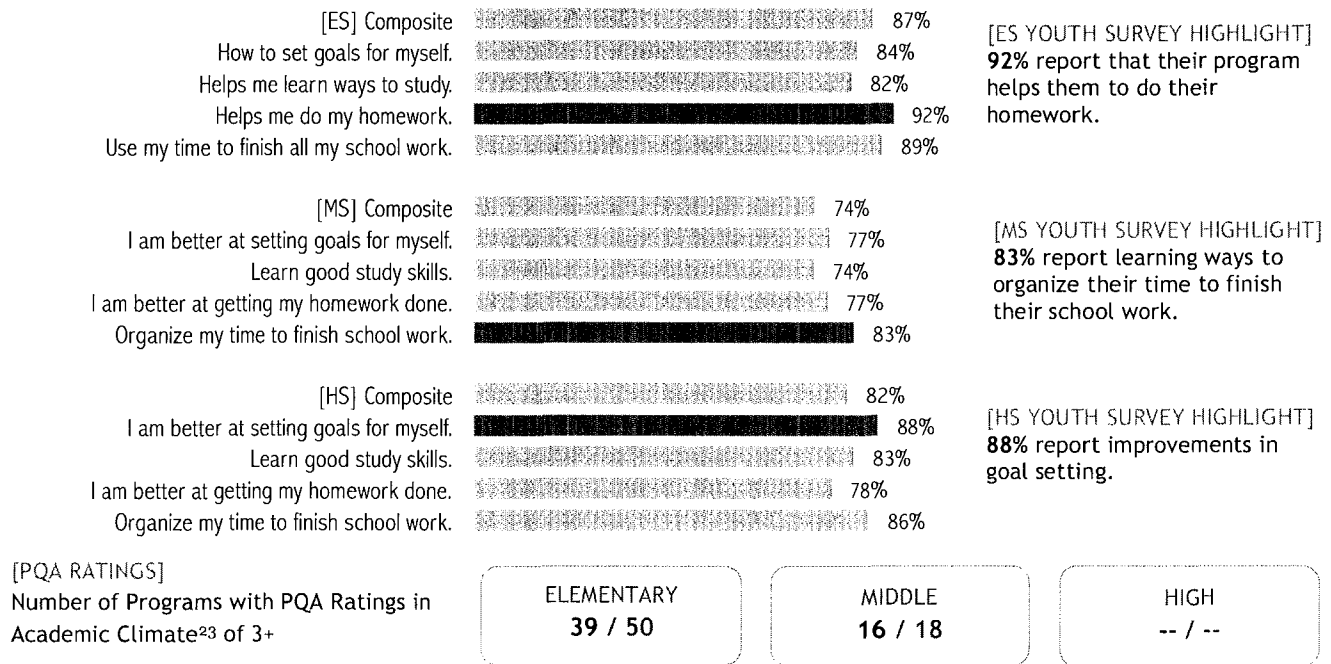 [ES] Composite 87%
How to set goals for myself. 84%
Helps me learn ways to study. 82%
Helps me do my homework. 92%
Use my time to finish all my school work. 89%
[ES YOUTH SURVEY HIGHLIGHT]
92% report that their program
helps them to do their
homework.
[MS] Composite 74%
I am better at setting goals for myself. 77%
Learn good study skills. 74%
I am better at getting my homework done. 77%
Organize my time to finish school work. 83%
[MS YOUTH SURVEY HIGHLIGHT]
83% report learning ways to
organize their time to finish
their school work.
[HS] Composite 82%
I am better at setting goals for myself. 88%
Learn good study skills. 83%
I am better at getting my homework done. 78%
Organize my time to finish school work. 86%
[HS YOUTH SURVEY HIGHLIGHT]
88% report improvements in
goal setting.
[PQA RATINGS]
Number of Programs with PQA Ratings in
Academic Climate²³ of 3+
ELEMENTARY
39 / 50
MIDDLE
16 / 18
HIGH
-- / --